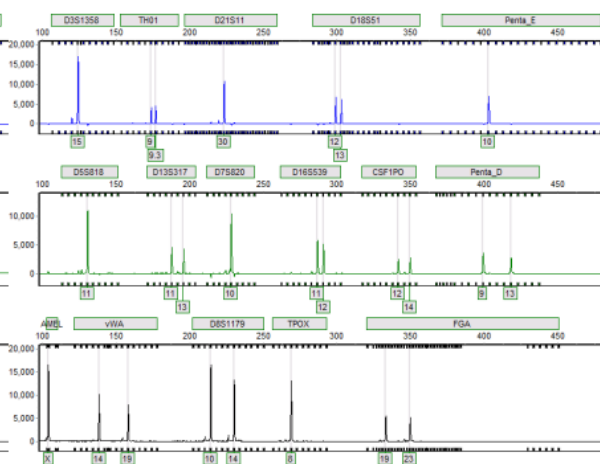 D3S1358 TH01 D21S11 D18S51 Penta_E
100 150 200 250 300 350 400 450
20,000
15,000
10,000
5,000
0
15 9 30 12 10
9.3 13
D5S818 D13S317 D7S820 D16S539 CSF1PO Penta_D
100 150 200 250 300 350 400 450
10,000
5,000
0
11 11 10 11 12 9 13
13 12 14
AMEL vWA D8S1179 TPOX FGA
100 150 200 250 300 350 400 450
20,000
15,000
10,000
5,000
0
X 14 19 10 14 8 19 23